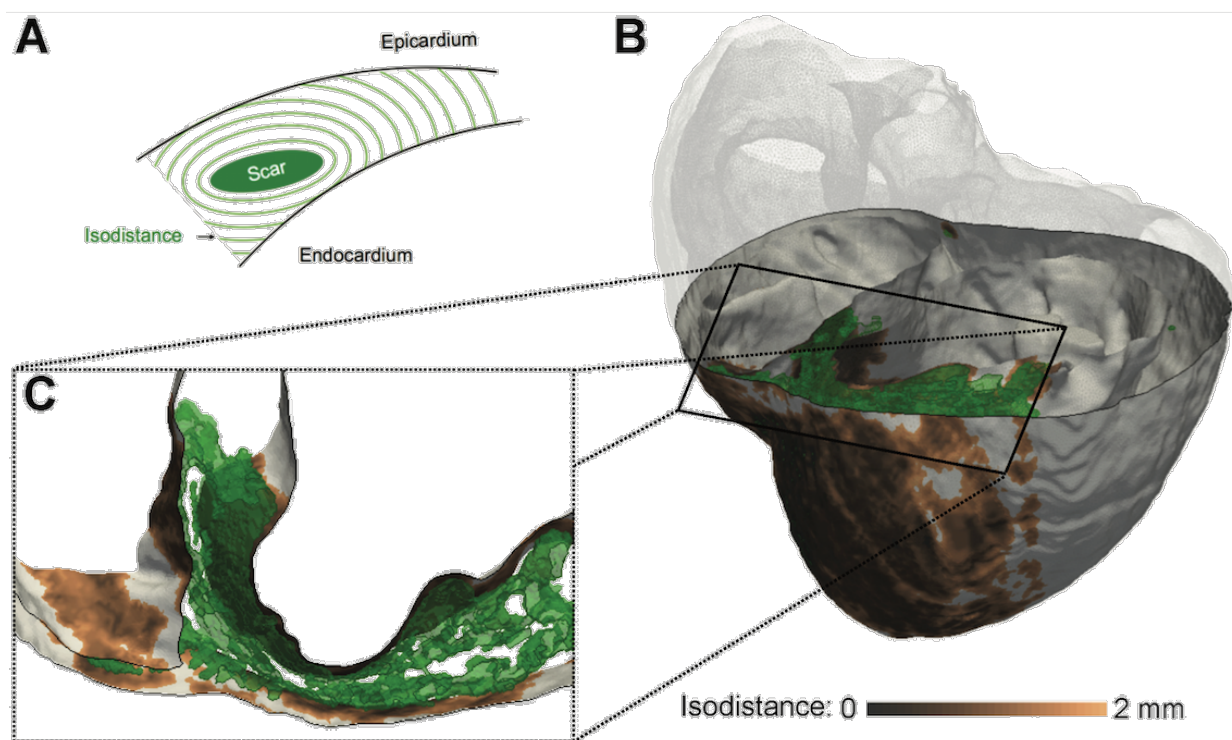 A
Epicardium
Scar
Isodistance
Endocardium
B
C
Isodistance: 0
2 mm